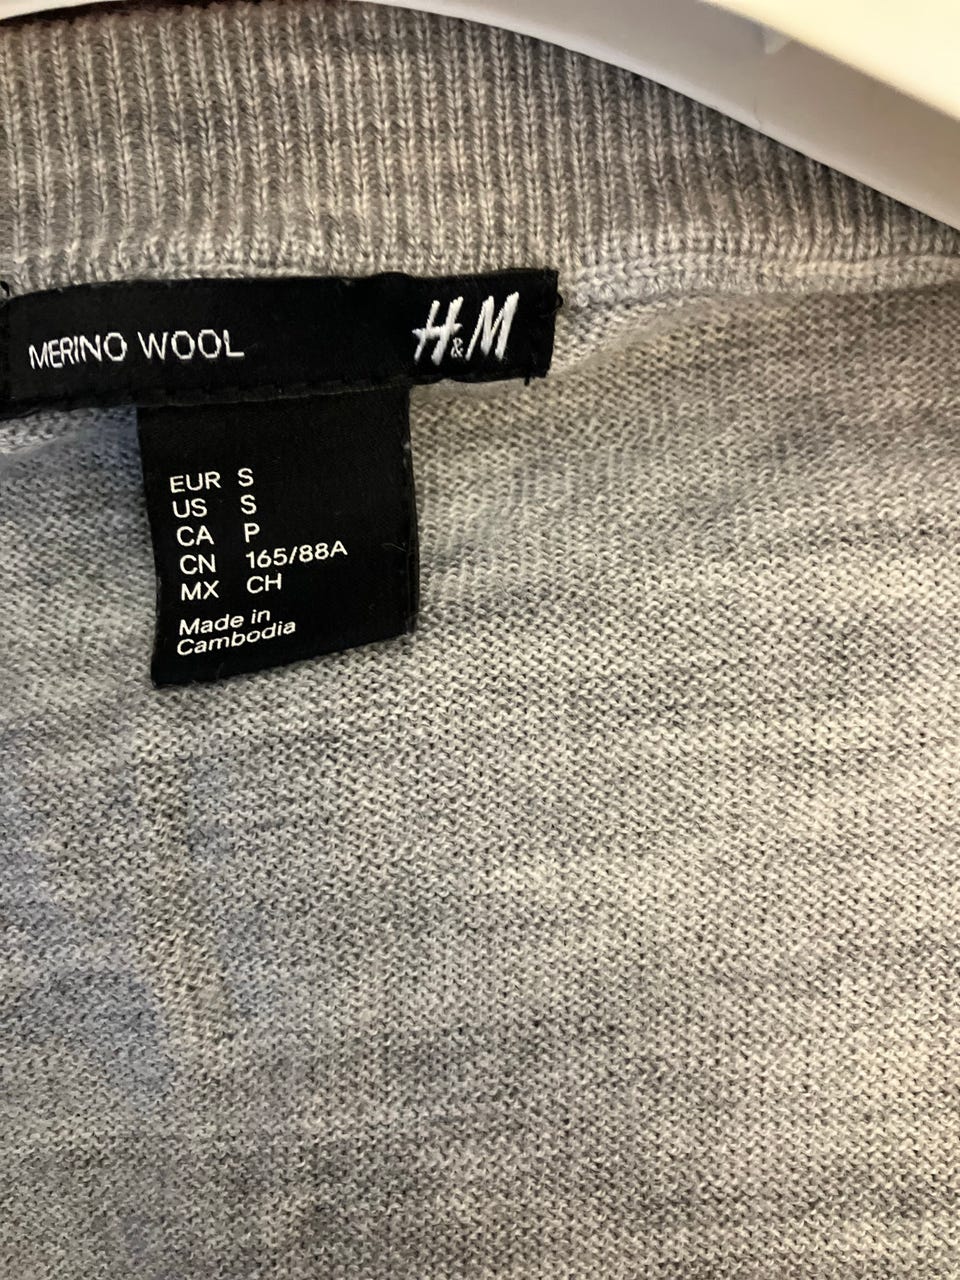 MERINO WOOL H&M
EUR S
US S
CA P
CN 165/88A
MX CH
Made in
Cambodia